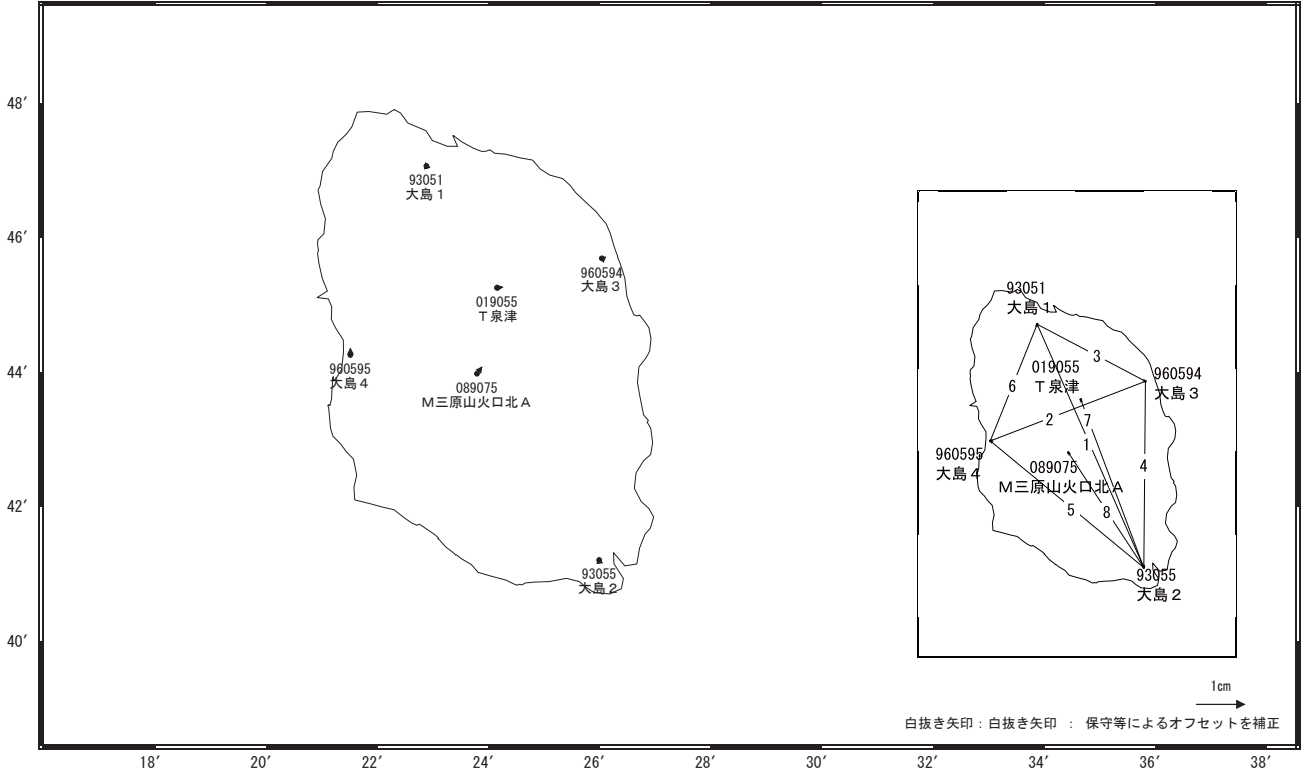 48′
46′
44′
42′
40′
93051
大島１
960594
大島３
019055
Ｔ泉津
960595
大島４
089075
Ｍ三原山火口北Ａ
93055
大島２
93051
大島１
3
019055
Ｔ泉津
960594
大島３
6
2
7
1
960595
大島４
089075
Ｍ三原山火口北Ａ
4
5
8
93055
大島２
1cm
白抜き矢印：白抜き矢印 ： 保守等によるオフセットを補正
18′
20′
22′
24′
26′
28′
30′
32′
34′
36′
38′